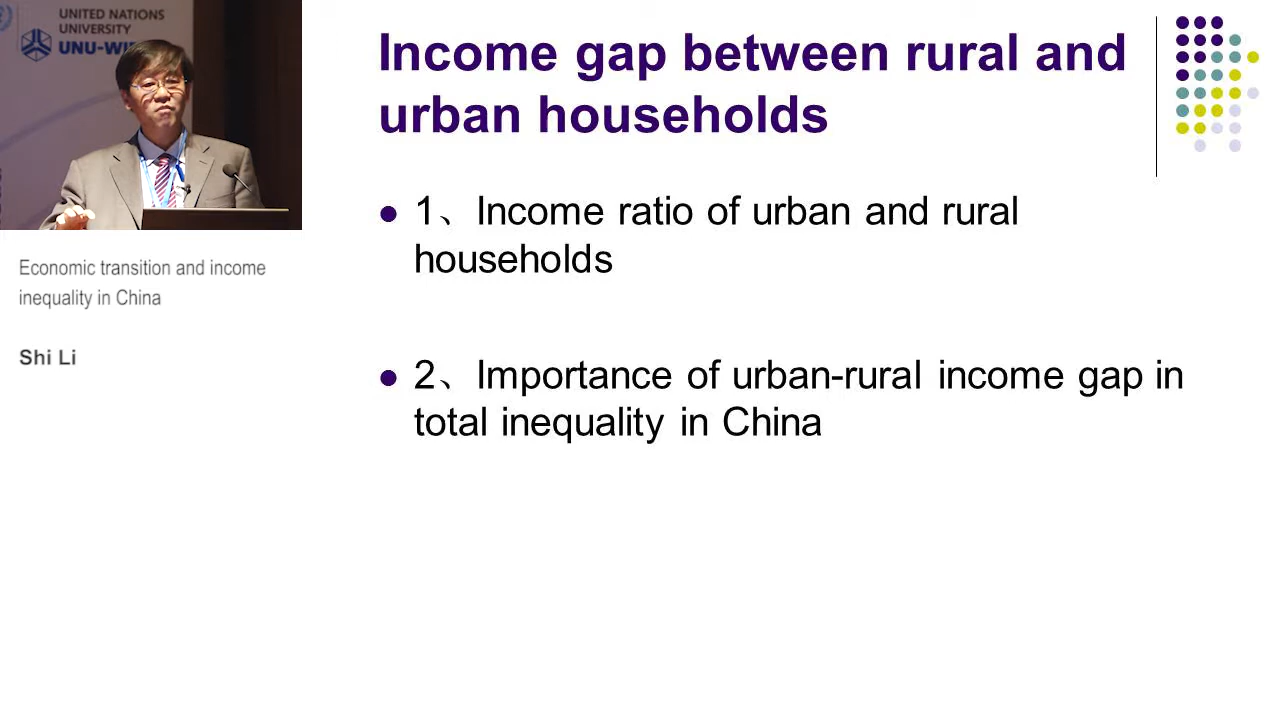 UNITED NATIONS
UNIVERSITY
UNU-WI
Economic transition and income
inequality in China
Shi Li
Income gap between rural and
urban households
1、Income ratio of urban and rural
households
2、Importance of urban-rural income gap in
total inequality in China